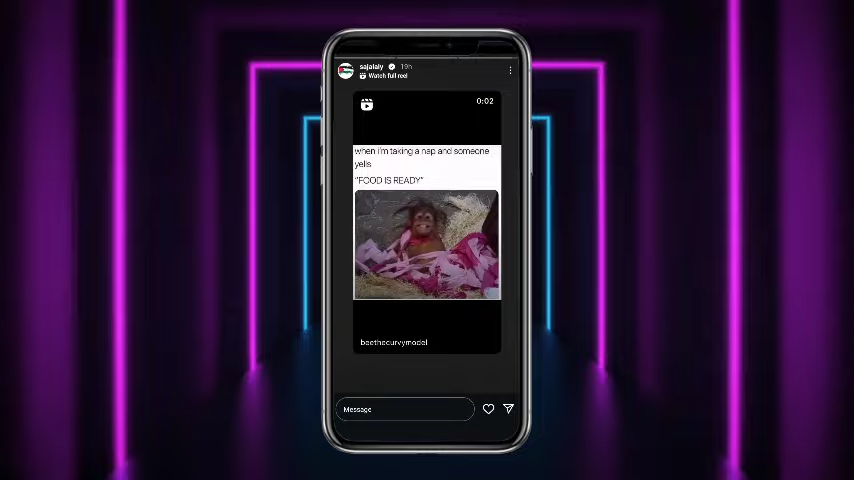 sajalaly 19h
Watch full reel
0:02
when i'm taking a nap and someone
yells
"FOOD IS READY"
beethecurvymodel
Message